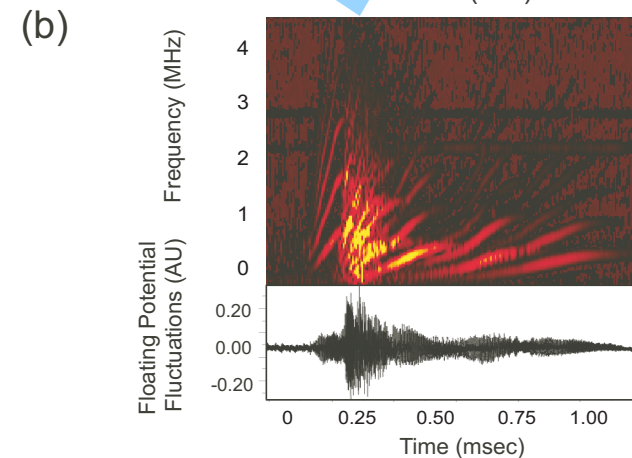 (b)
Frequency (MHz)
4
3
2
1
0
Floating Potential
Fluctuations (AU)
0.20
0.00
-0.20
0
0.25
0.50
0.75
1.00
Time (msec)